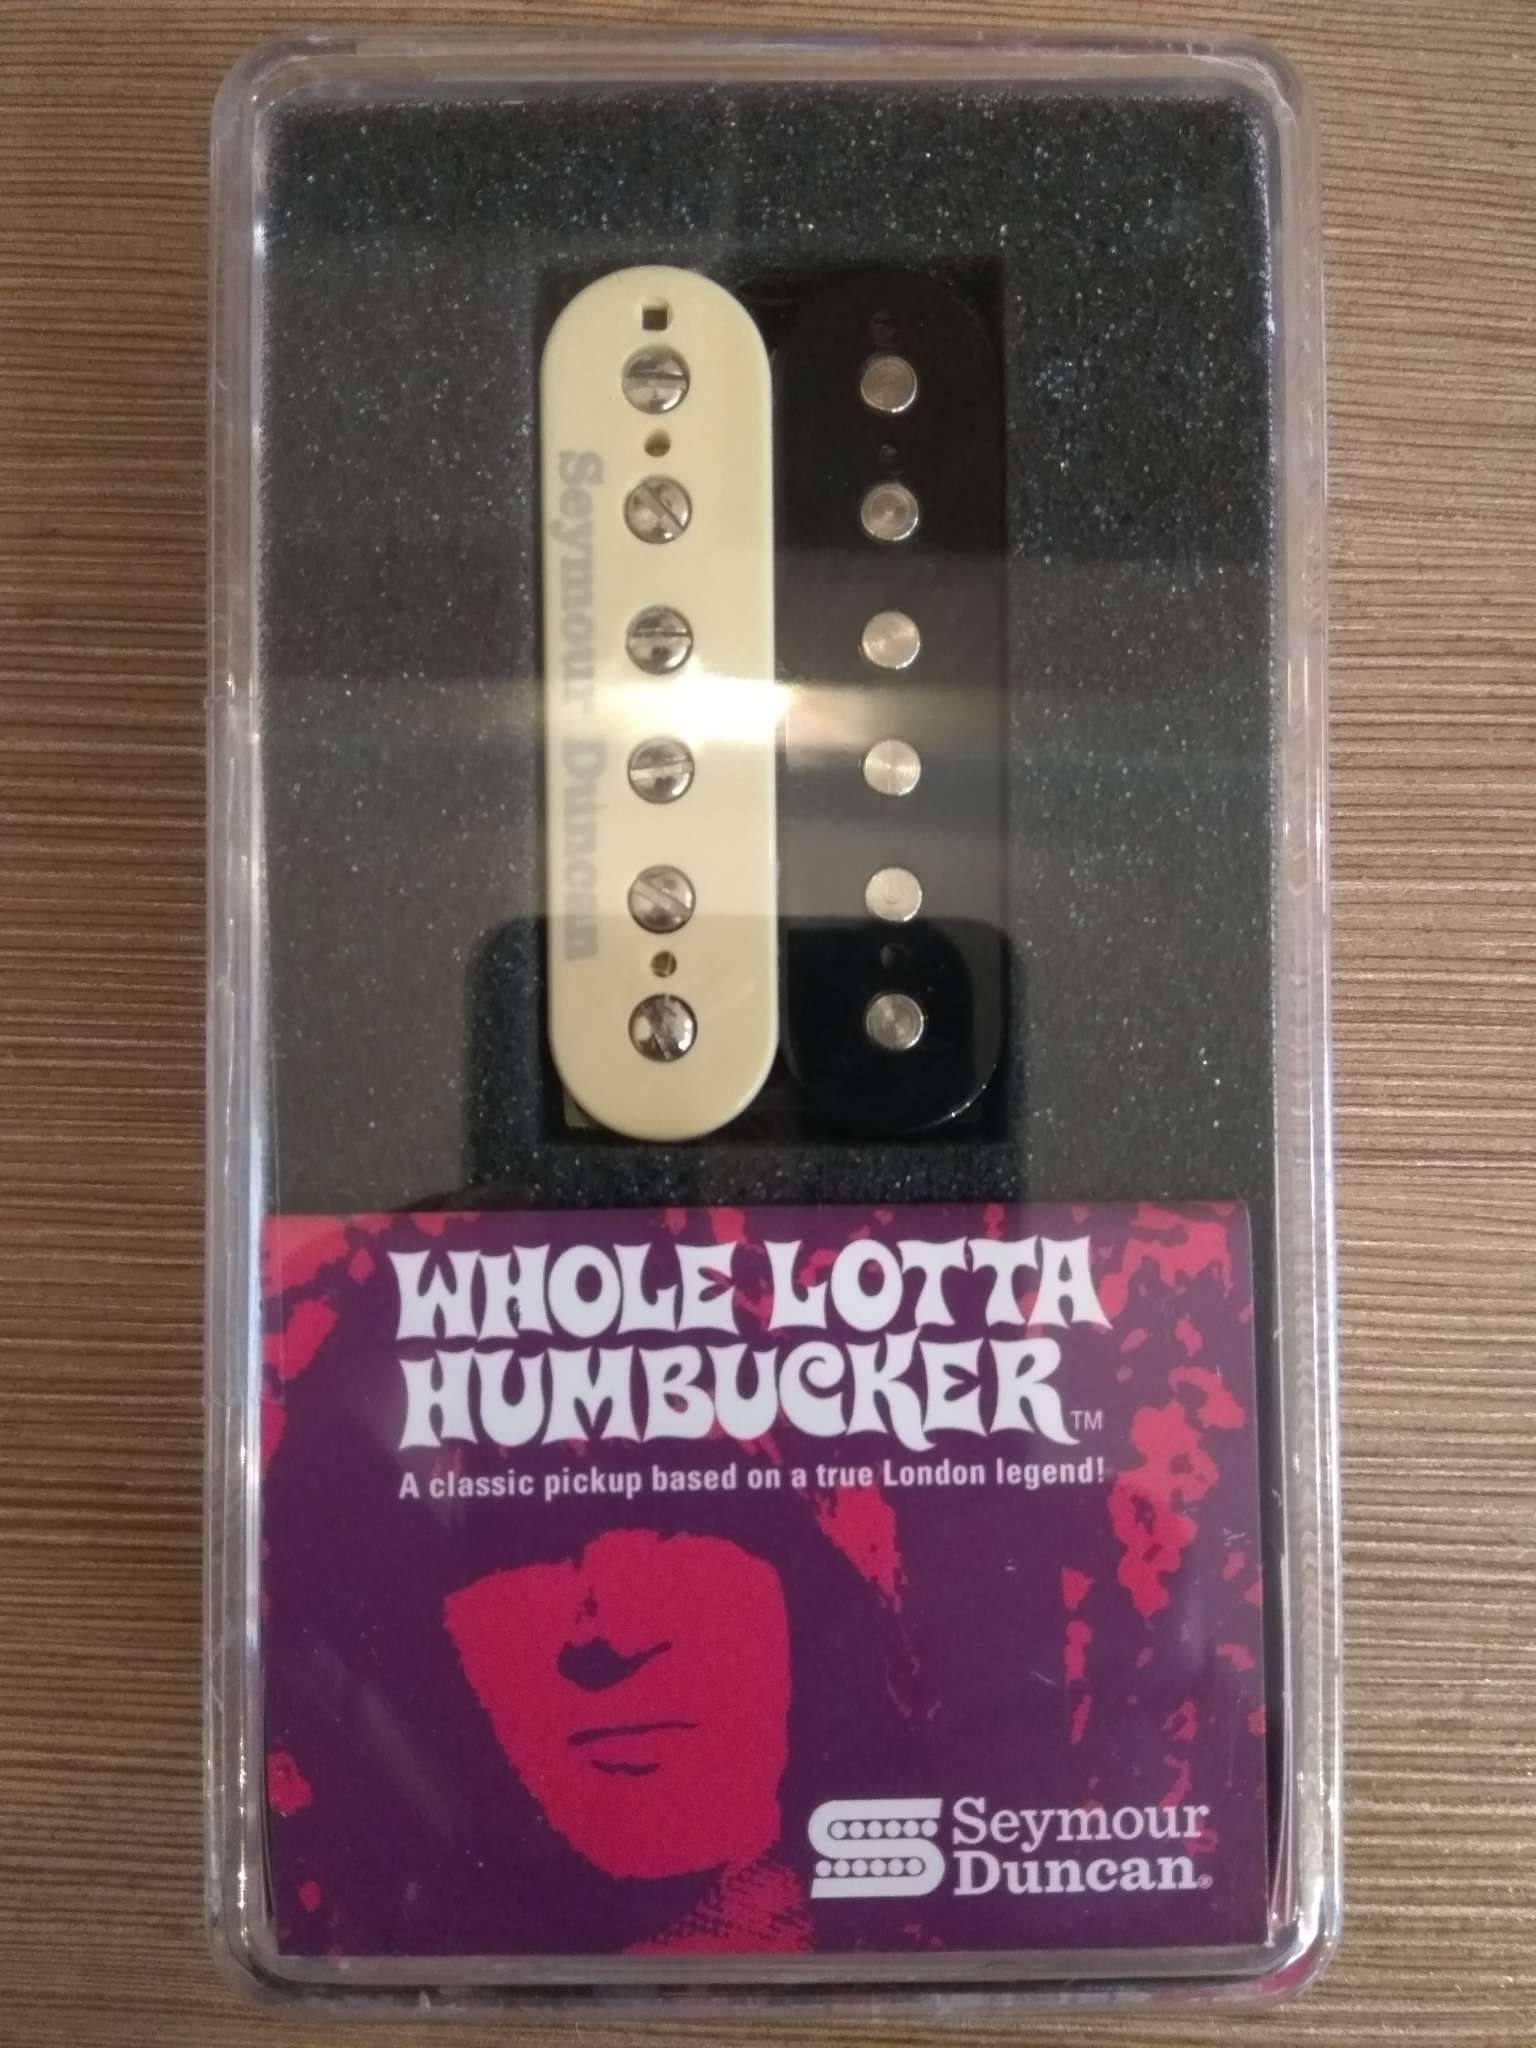 Seymour Duncan
WHOLE LOTTA
HUMBUCKER™
A classic pickup based on a true London legend!
Seymour
Duncan®